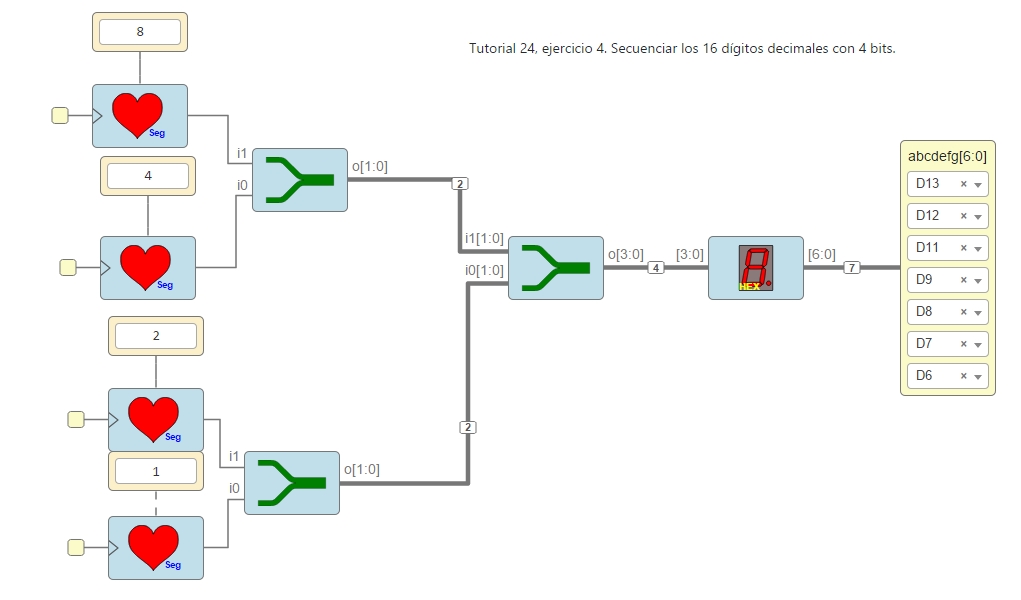 8
Tutorial 24, ejercicio 4. Secuenciar los 16 dígitos decimales con 4 bits.
Seg
i1
o[1:0]
i0
2
4
Seg
i1[1:0]
i0[1:0]
o[3:0]
4
[3:0]
HEX
[6:0]
7
abcdefg[6:0]
D13 ×
D12 ×
D11 ×
D9 ×
D8 ×
D7 ×
D6 ×
2
Seg
2
i1
o[1:0]
i0
1
Seg